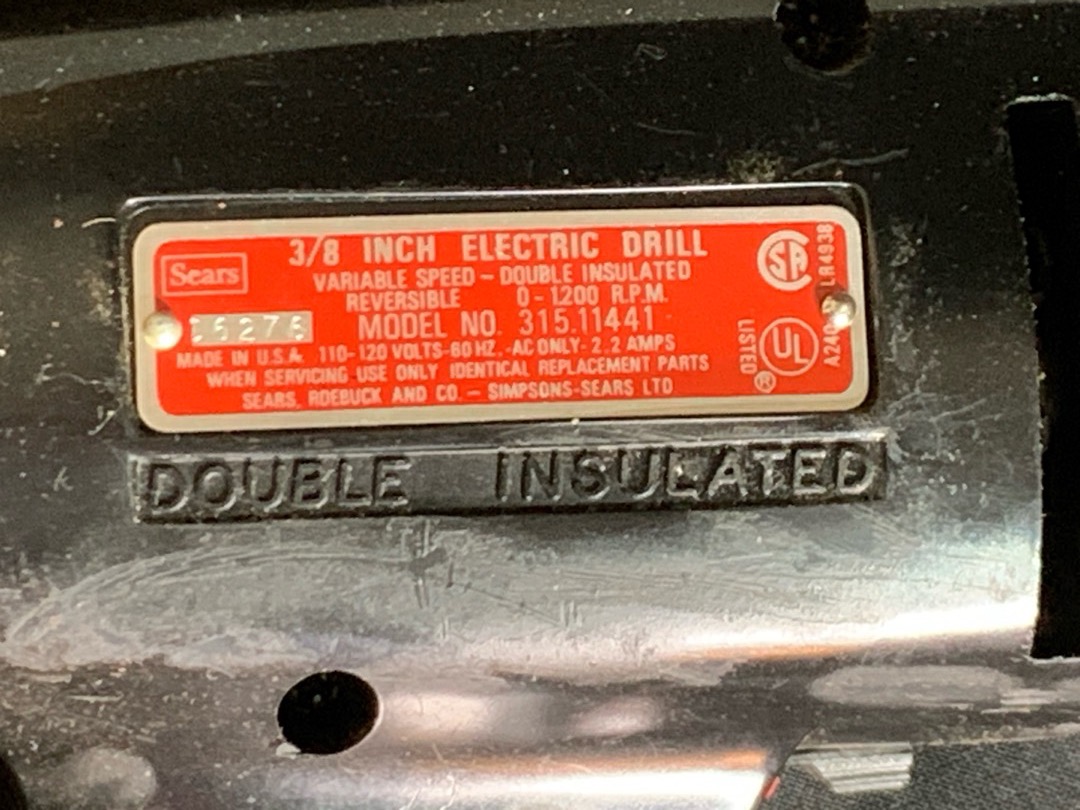 3/8 INCH ELECTRIC DRILL
Sears
VARIABLE SPEED - DOUBLE INSULATED
REVERSIBLE 0-1200 R.P.M.
MODEL NO. 315.11441
MADE IN U.S.A. 110-120 VOLTS-60 HZ.-AC ONLY-2.2 AMPS
WHEN SERVICING USE ONLY IDENTICAL REPLACEMENT PARTS
SEARS, ROEBUCK AND CO. - SIMPSONS-SEARS LTD
SA
LR4938
LISTED
UL
®
DOUBLE INSULATED